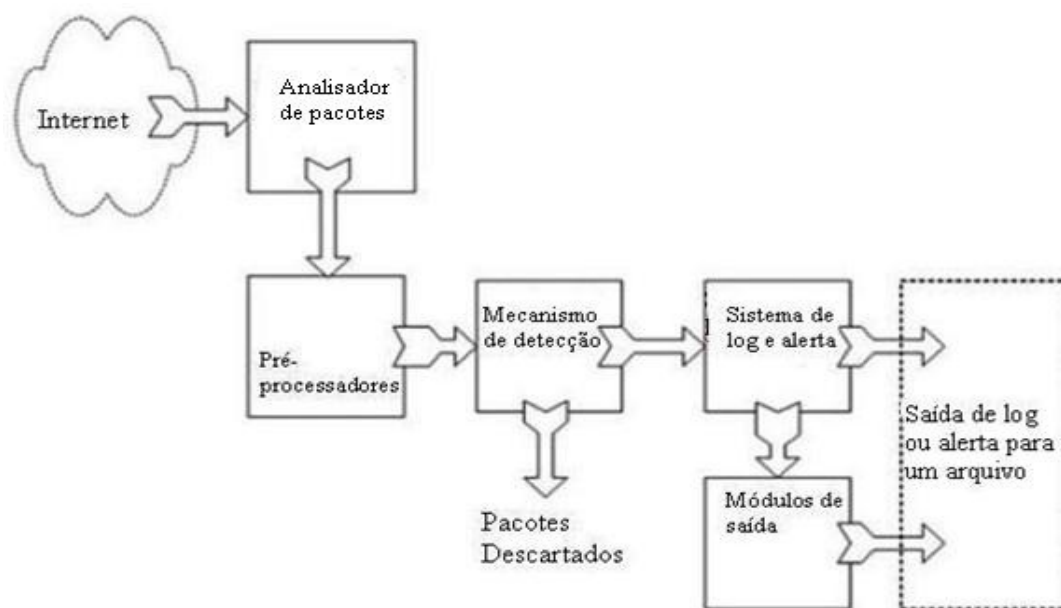 Internet
Analisador
de pacotes
Pré-
processadores
Mecanismo
de detecção
Pacotes
Descartados
Sistema de
log e alerta
Módulos de
saída
Saída de log
ou alerta para
um arquivo